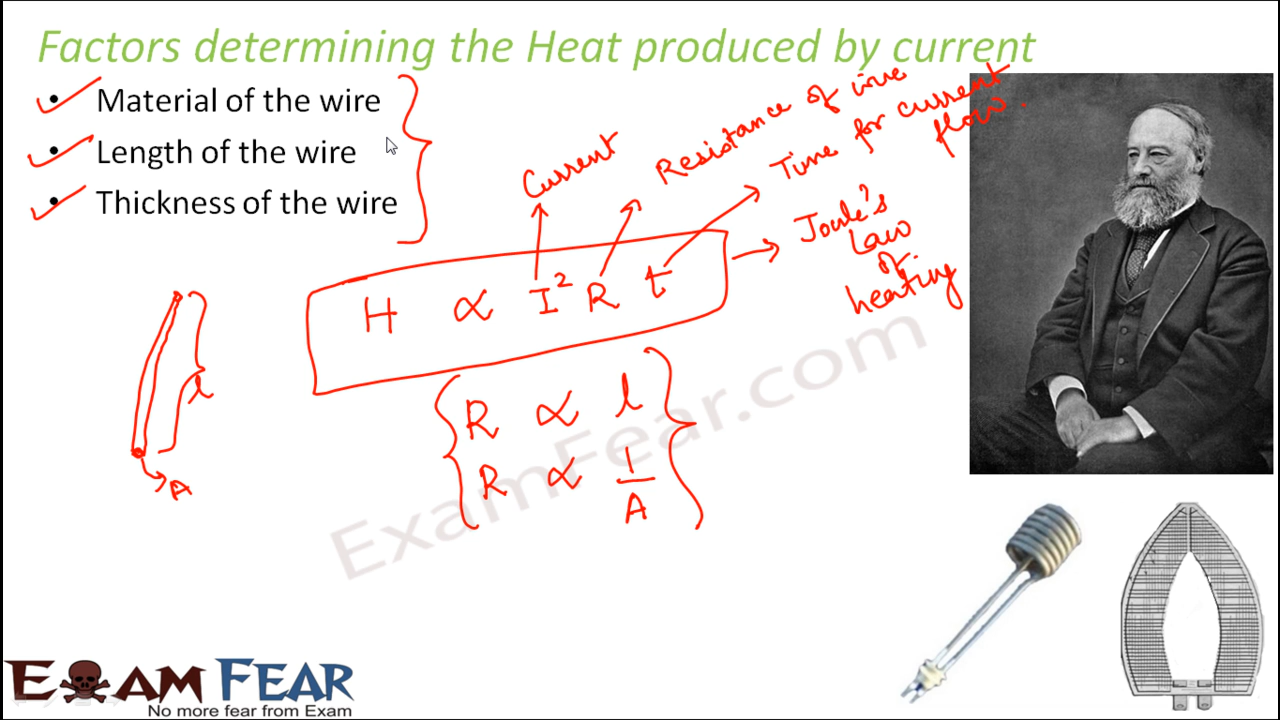 Factors determining the Heat produced by current
• Material of the wire
• Length of the wire
• Thickness of the wire
Current
Resistance of wire
Time for current
flow.
H ∝ I² R t
Joule's
Law
of
heating
l
A
R ∝ l
R ∝ 1/A
ExamFear.com
EXAM FEAR
No more fear from Exam